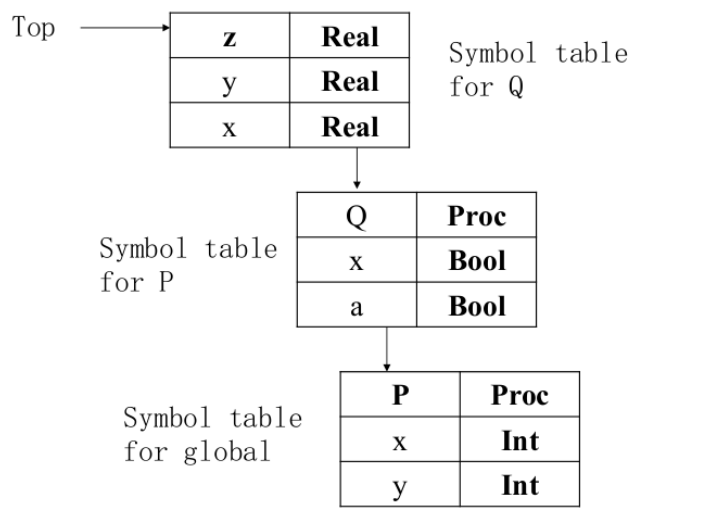 Top
z Real
y Real
x Real
Symbol table
for Q
Q Proc
x Bool
a Bool
Symbol table
for P
P Proc
x Int
y Int
Symbol table
for global